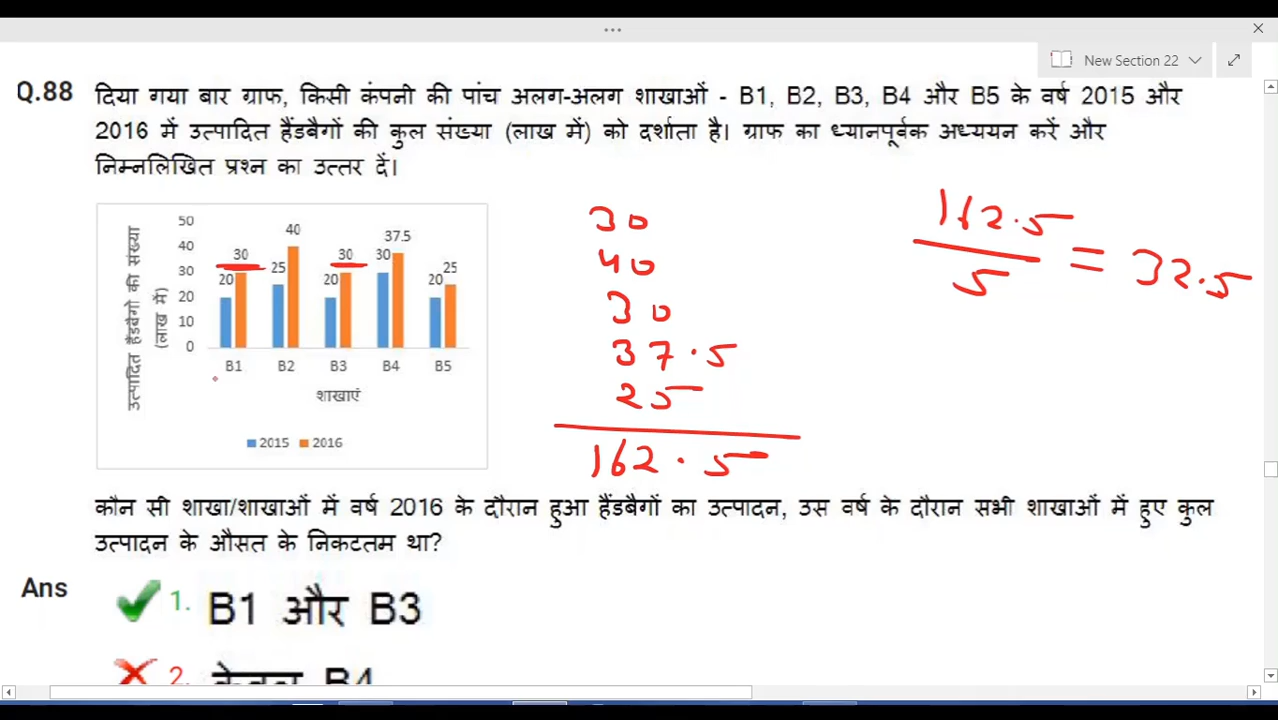 New Section 22
Q.88 दिया गया बार ग्राफ, किसी कंपनी की पांच अलग-अलग शाखाओं - B1, B2, B3, B4 और B5 के वर्ष 2015 और
2016 में उत्पादित हैंडबैगों की कुल संख्या (लाख में) को दर्शाता है। ग्राफ का ध्यानपूर्वक अध्ययन करें और
निम्नलिखित प्रश्न का उत्तर दें।
उत्पादित हैंडबैगों की संख्या
(लाख में)
50
40
30
20
10
0
20 30 25 40 20 30 30 37.5 20 25
B1 B2 B3 B4 B5
शाखाएं
2015 2016
30
40
30
37.5
25
162.5
162.5
5
= 32.5
कौन सी शाखा/शाखाओं में वर्ष 2016 के दौरान हुआ हैंडबैगों का उत्पादन, उस वर्ष के दौरान सभी शाखाओं में हुए कुल
उत्पादन के औसत के निकटतम था?
Ans
1. B1 और B3
2. केवल B4